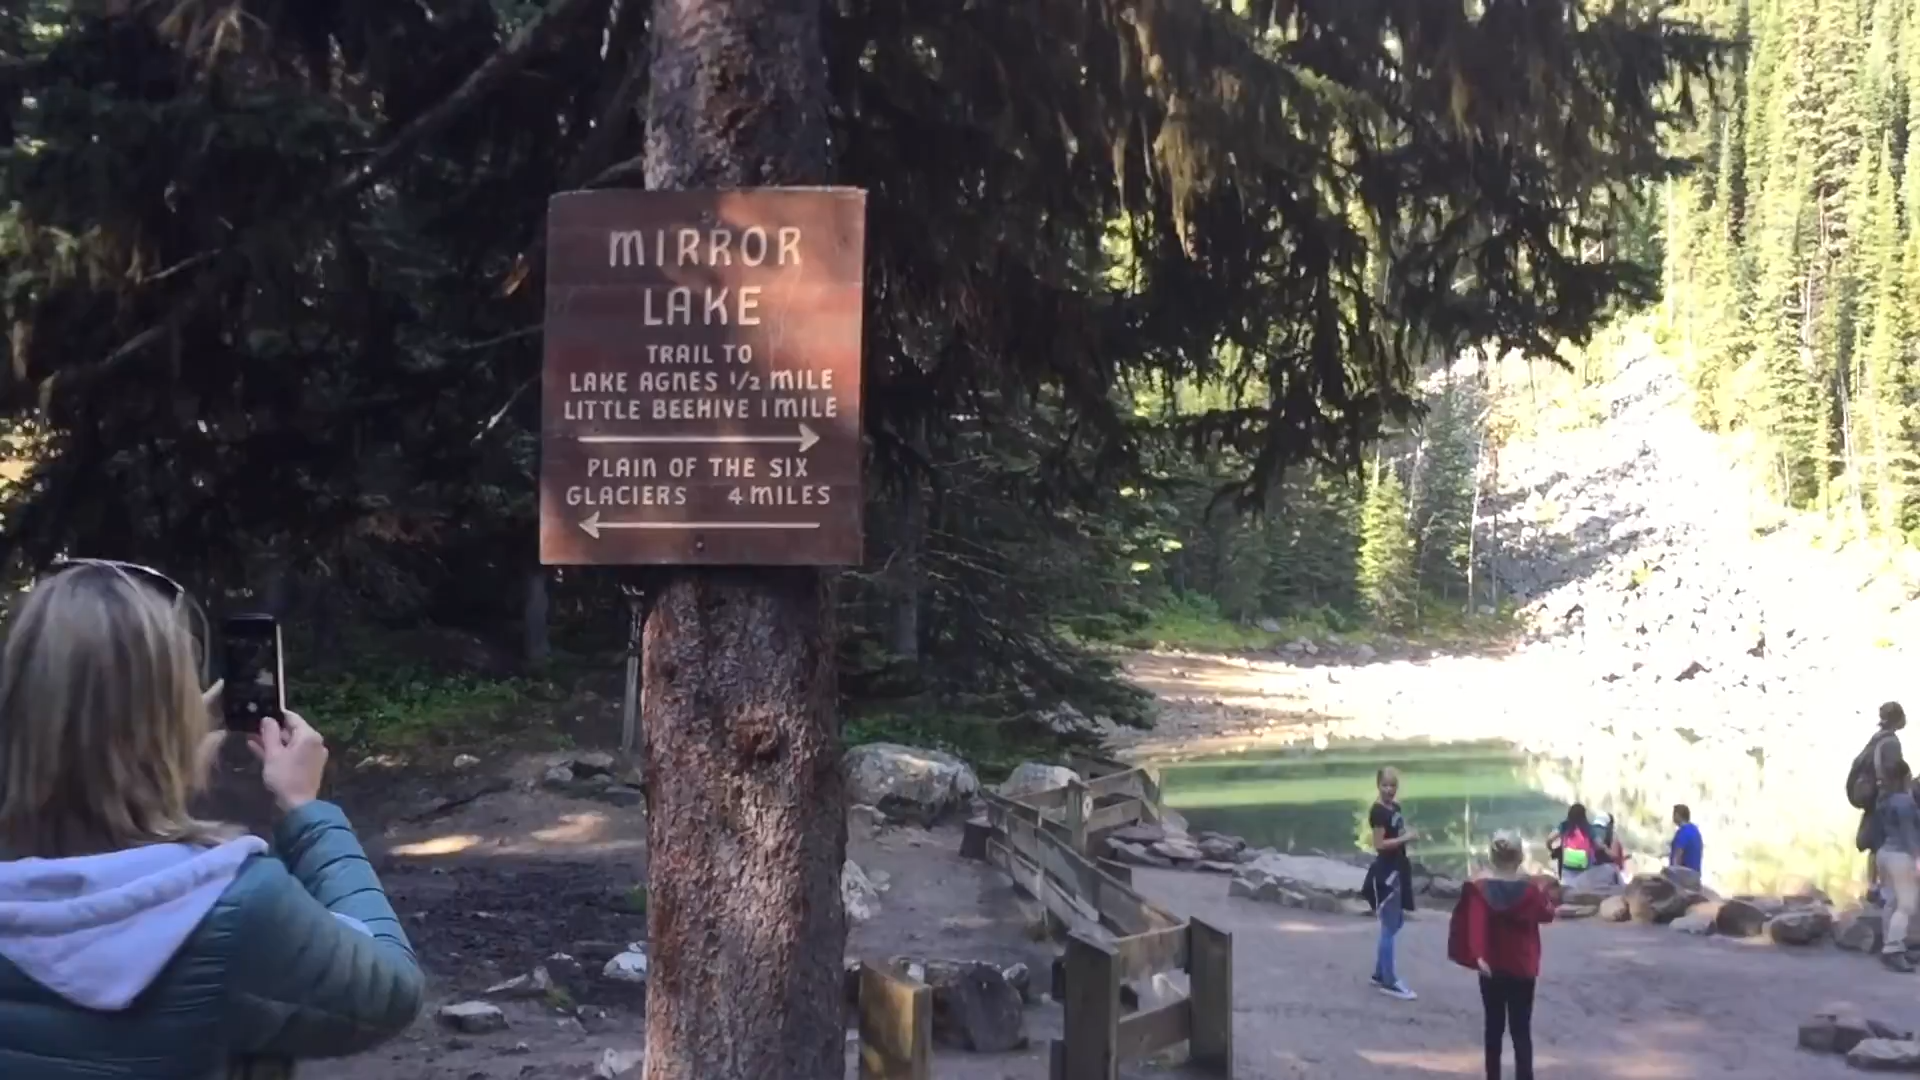 MIRROR
LAKE
TRAIL TO
LAKE AGNES 1/2 MILE
LITTLE BEEHIVE 1 MILE
PLAIN OF THE SIX
GLACIERS 4 MILES